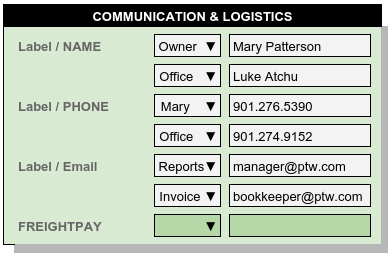 COMMUNICATION & LOGISTICS
Label / NAME Owner ▼ Mary Patterson
Office ▼ Luke Atchu
Label / PHONE Mary ▼ 901.276.5390
Office ▼ 901.274.9152
Label / Email Reports▼ manager@ptw.com
Invoice ▼ bookkeeper@ptw.com
FREIGHTPAY ▼